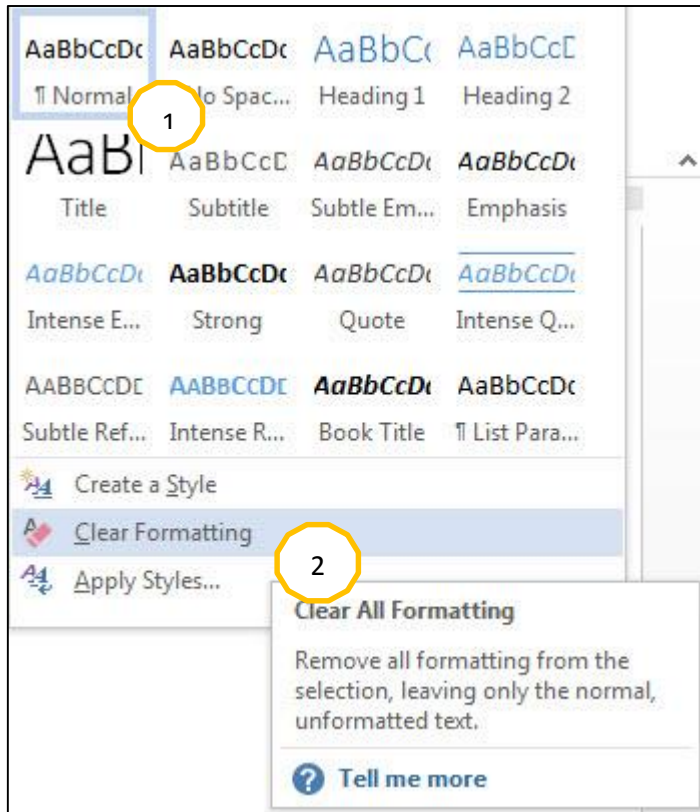 AaBbCcDc AaBbCcDc AaBbC( AaBbCcD
¶ Normal No Spac... Heading 1 Heading 2
1
AaB AaBbCcD AaBbCcDc AaBbCcDc
Title Subtitle Subtle Em... Emphasis
AaBbCcDc AaBbCcDc AaBbCcDc AaBbCcDc
Intense E... Strong Quote Intense Q...
AABBCCDD AABBCCDD AaBbCcDc AaBbCcDc
Subtle Ref... Intense R... Book Title ¶ List Para...
Create a Style
Clear Formatting
2
Apply Styles...
Clear All Formatting
Remove all formatting from the
selection, leaving only the normal,
unformatted text.
? Tell me more